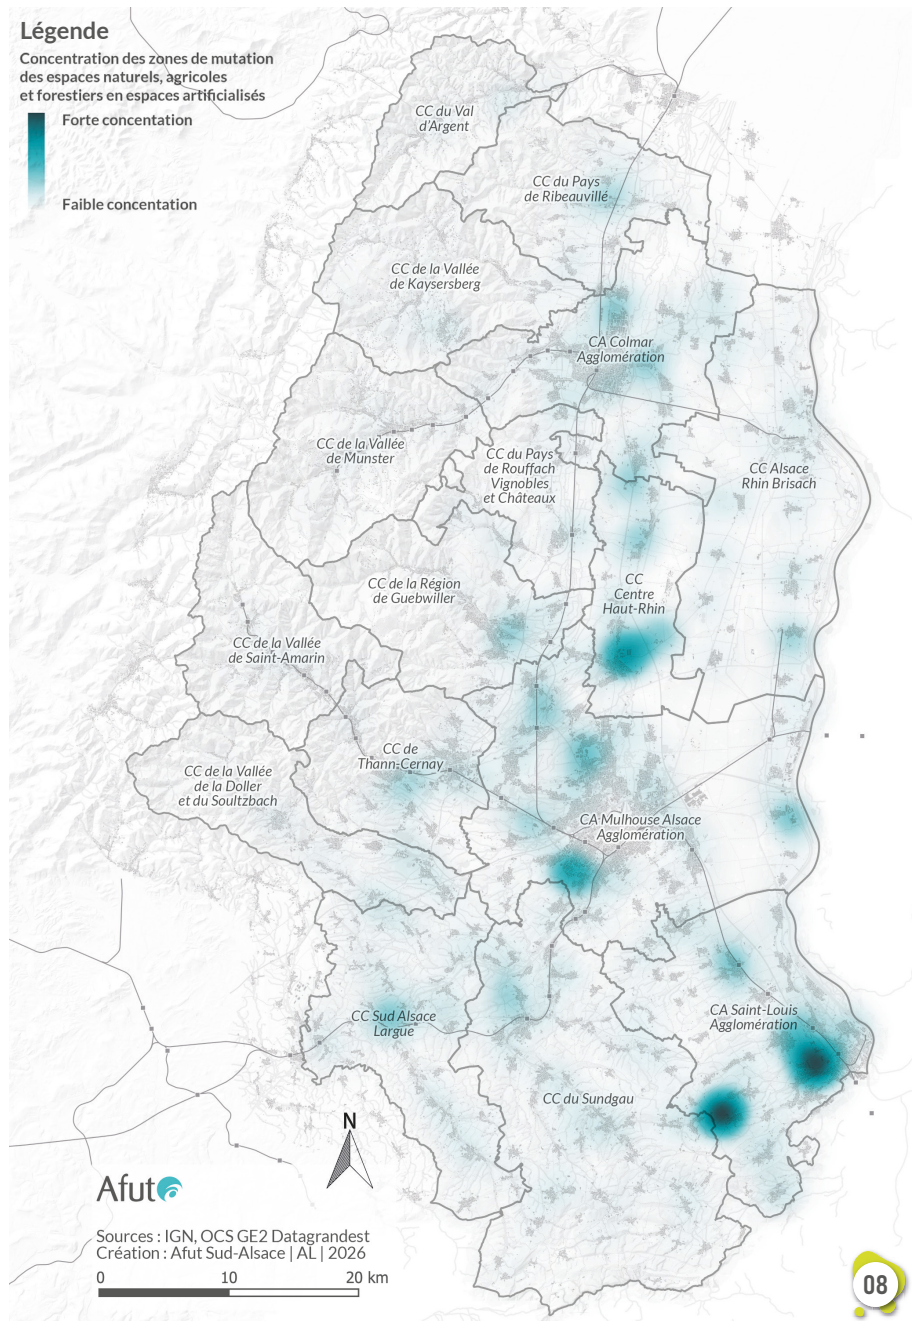 Légende
Concentration des zones de mutation
des espaces naturels, agricoles
et forestiers en espaces artificialisés
Forte concentation
Faible concentation
CC du Val
d'Argent
CC du Pays
de Ribeauvillé
CC de la Vallée
de Kaysersberg
CA Colmar
Agglomération
CC de la Vallée
de Munster
CC du Pays
de Rouffach
Vignobles
et Châteaux
CC Alsace
Rhin Brisach
CC de la Région
de Guebwiller
CC
Centre
Haut-Rhin
CC de la Vallée
de Saint-Amarin
CC de
Thann-Cernay
CC de la Vallée
de la Doller
et du Soultzbach
CA Mulhouse Alsace
Agglomération
CC Sud Alsace
Largue
CA Saint-Louis
Agglomération
CC du Sundgau
N
Afut
Sources : IGN, OCS GE2 Datagrandest
Création : Afut Sud-Alsace | AL | 2026
0 10 20 km
08